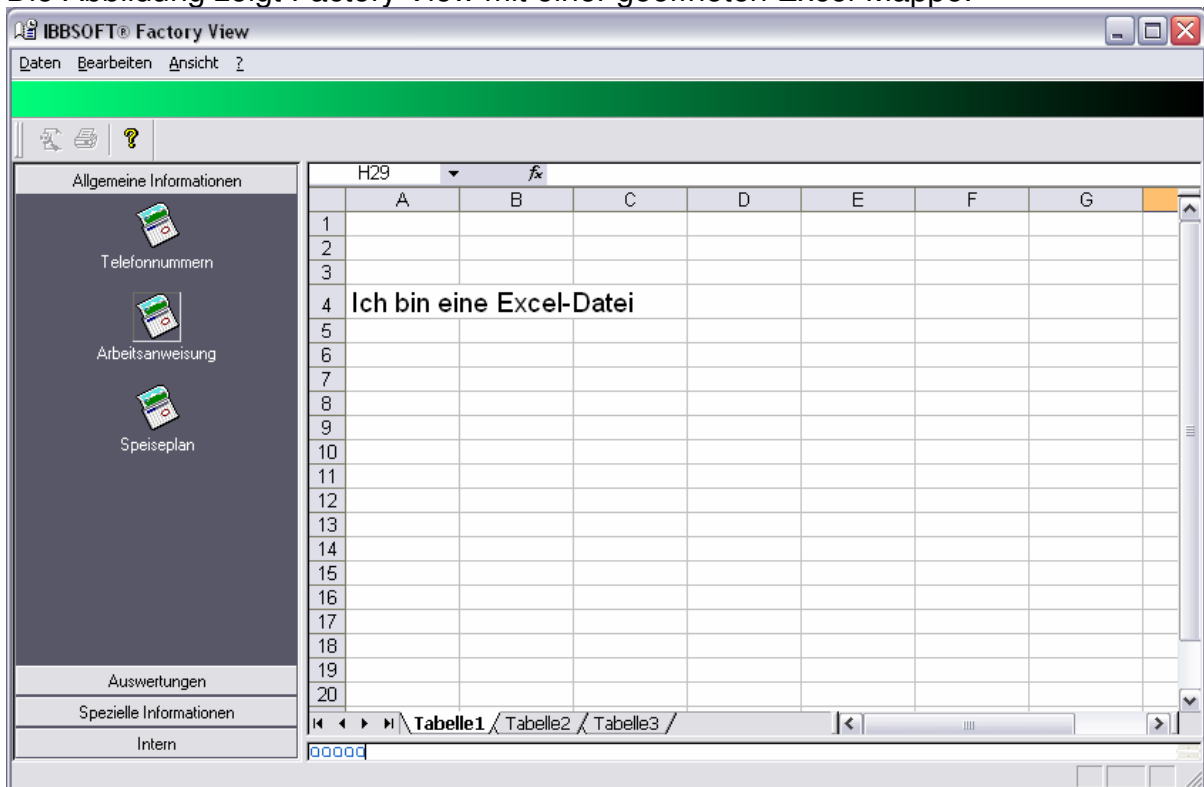 Die Abbildung zeigt Factory View mit einer geöffneten Excel Mappe.
IBBSOFT® Factory View
Daten Bearbeiten Ansicht ?
Allgemeine Informationen
Telefonnummern
Arbeitsanweisung
Speiseplan
Auswertungen
Spezielle Informationen
Intern
H29 fx
A B C D E F G
1
2
3
4 Ich bin eine Excel-Datei
5
6
7
8
9
10
11
12
13
14
15
16
17
18
19
20
Tabelle1 Tabelle2 Tabelle3